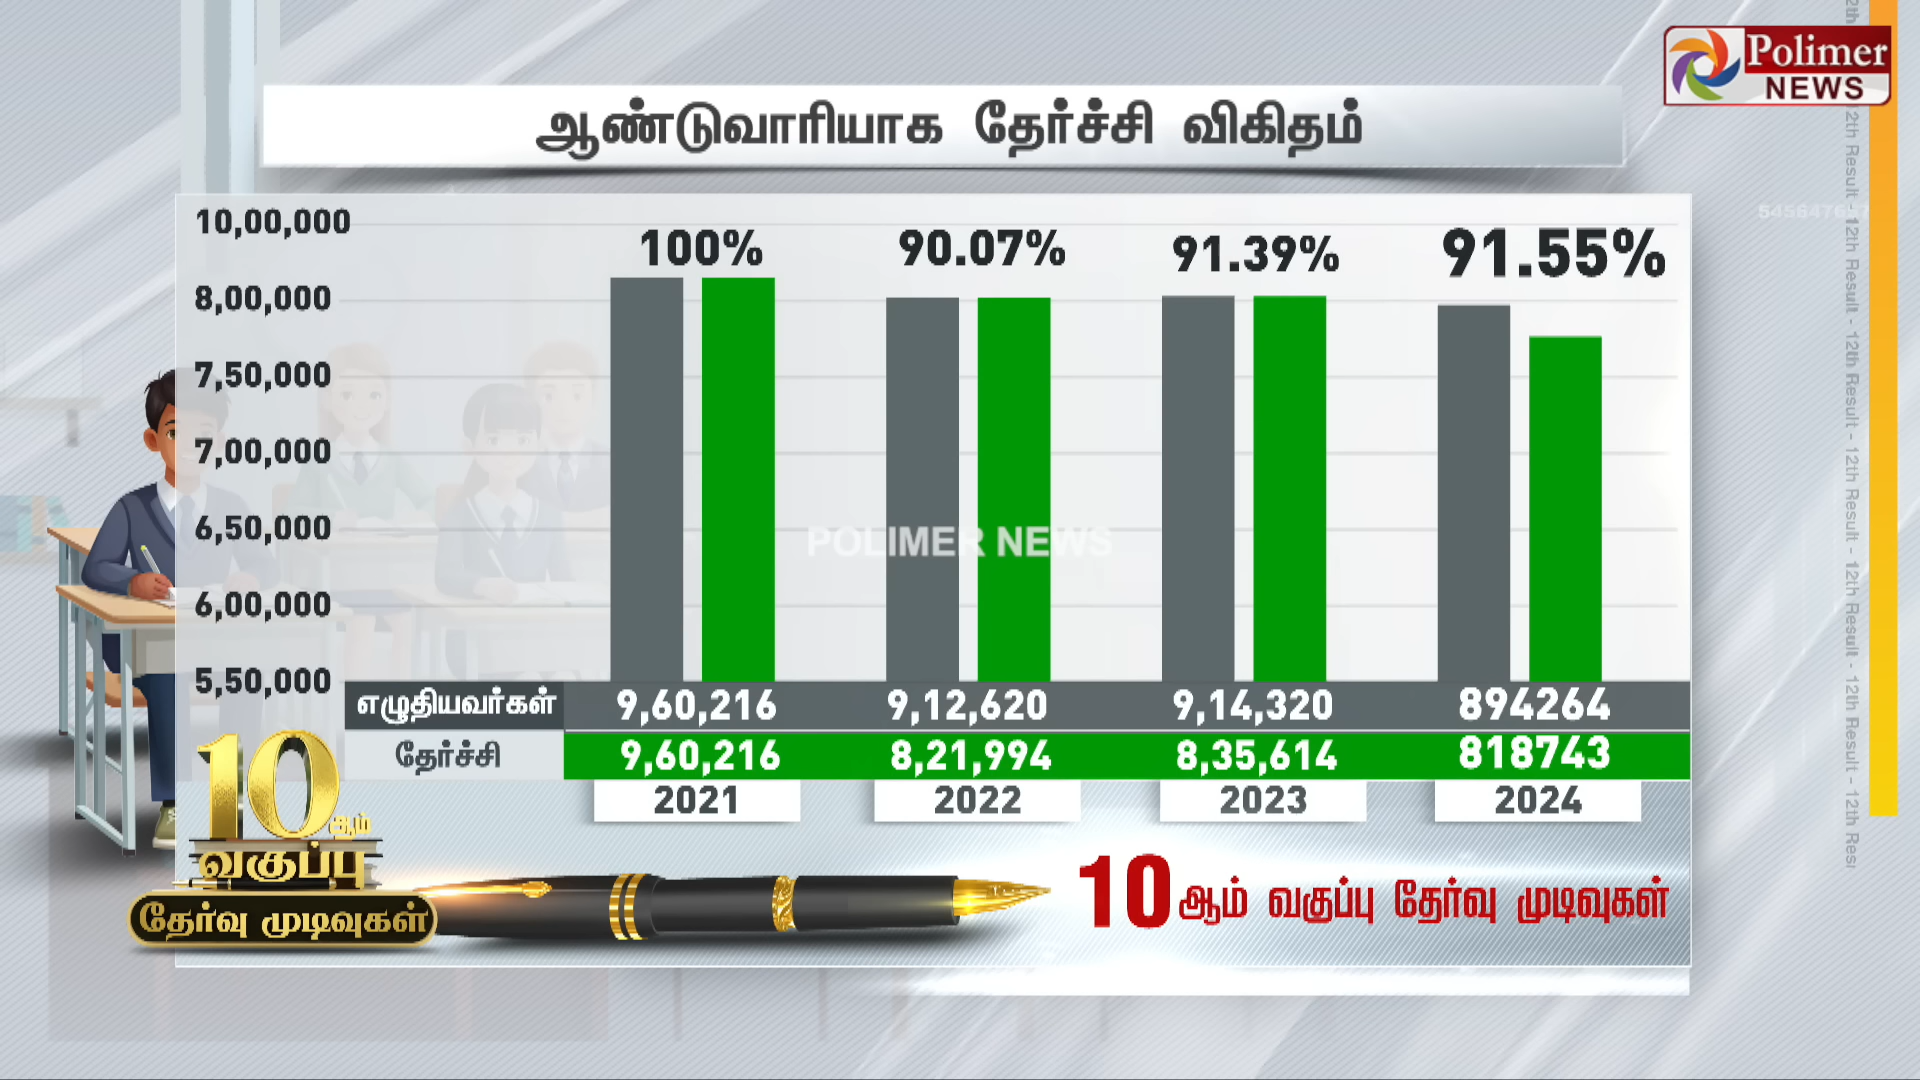 Polimer
NEWS
ஆண்டுவாரியாக தேர்ச்சி விகிதம்
10,00,000
8,00,000
7,50,000
7,00,000
6,50,000
6,00,000
5,50,000
100% 90.07% 91.39% 91.55%
POLIMER NEWS
எழுதியவர்கள் 9,60,216 9,12,620 9,14,320 894264
தேர்ச்சி 9,60,216 8,21,994 8,35,614 818743
2021 2022 2023 2024
10ஆம்
வகுப்பு
தேர்வு முடிவுகள்
10ஆம் வகுப்பு தேர்வு முடிவுகள்
12th Result - 12th Result - 12th Result - 12th Result - 12th Result - 12th Result - 12th Result